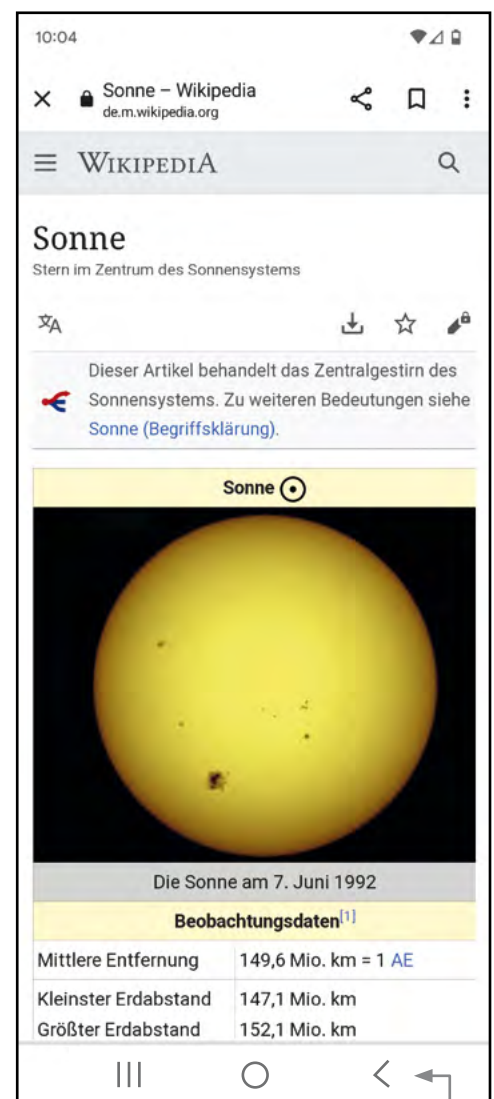 10:04
Sonne – Wikipedia
de.m.wikipedia.org
WIKIPEDIA
Sonne
Stern im Zentrum des Sonnensystems
Dieser Artikel behandelt das Zentralgestirn des
Sonnensystems. Zu weiteren Bedeutungen siehe
Sonne (Begriffsklärung).
Sonne ☉
Die Sonne am 7. Juni 1992
Beobachtungsdaten[1]
Mittlere Entfernung 149,6 Mio. km = 1 AE
Kleinster Erdabstand 147,1 Mio. km
Größter Erdabstand 152,1 Mio. km